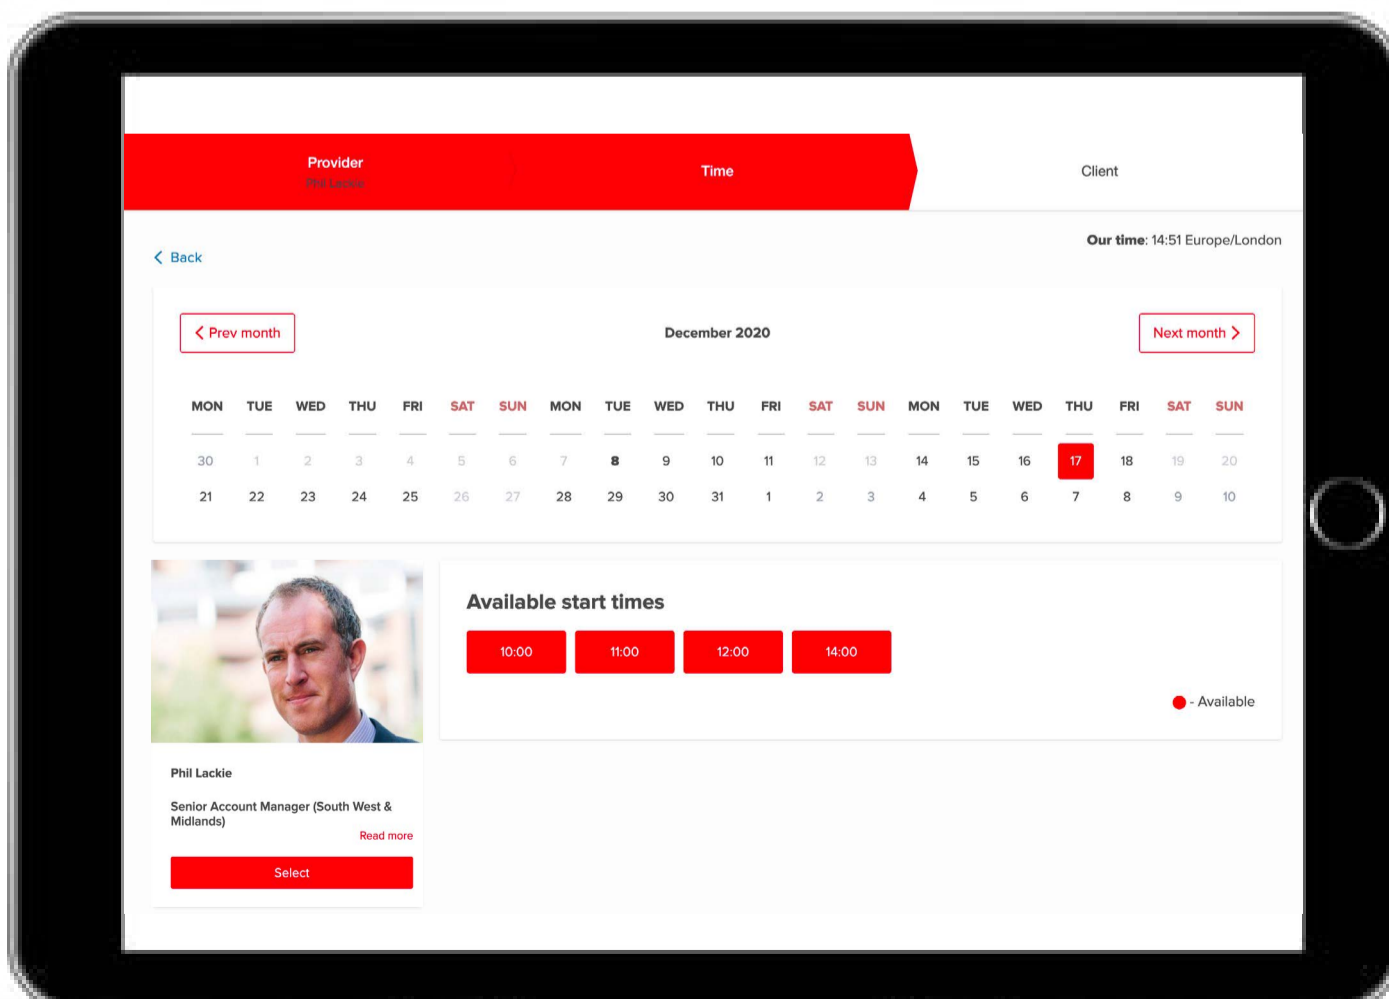 Provider
Phil Lackie
Time
Client
Our time: 14:51 Europe/London
Back
Prev month
December 2020
Next month
MON TUE WED THU FRI SAT SUN MON TUE WED THU FRI SAT SUN MON TUE WED THU FRI SAT SUN
30 1 2 3 4 5 6 7 8 9 10 11 12 13 14 15 16 17 18 19 20
21 22 23 24 25 26 27 28 29 30 31 1 2 3 4 5 6 7 8 9 10
Available start times
10:00 11:00 12:00 14:00
- Available
Phil Lackie
Senior Account Manager (South West &
Midlands)
Read more
Select